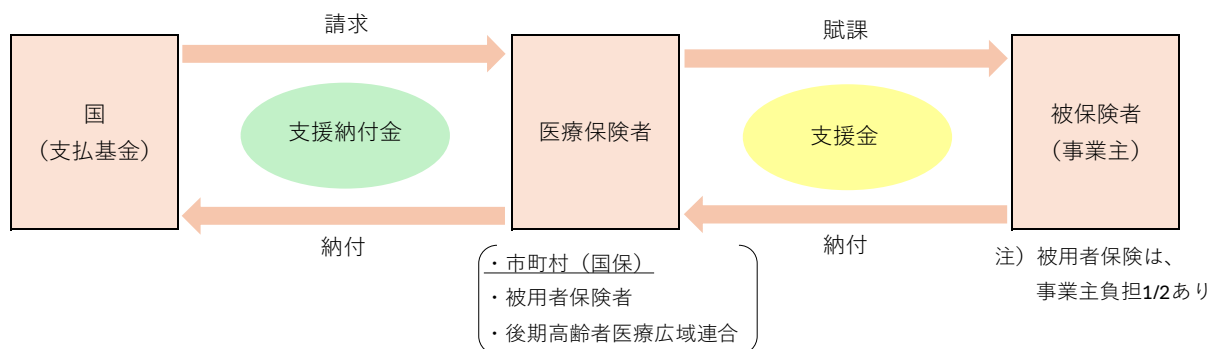 請求
賦課
国
（支払基金）
支援納付金
医療保険者
支援金
被保険者
（事業主）
納付
納付
・市町村（国保）
・被用者保険者
・後期高齢者医療広域連合
注）被用者保険は、
事業主負担1/2あり